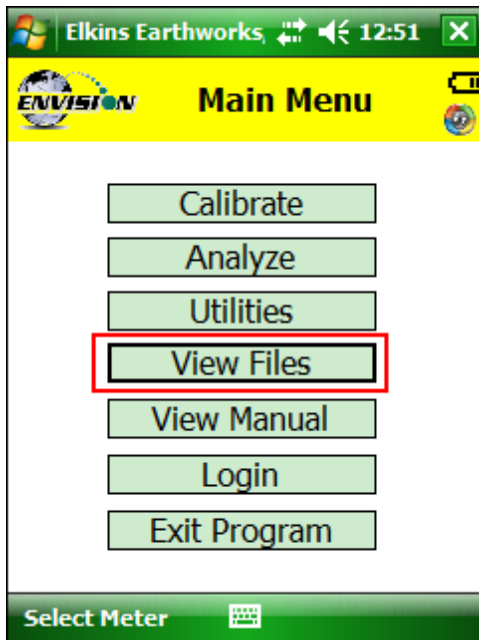 Elkins Earthworks, 12:51
ENVISION
Main Menu
Calibrate
Analyze
Utilities
View Files
View Manual
Login
Exit Program
Select Meter